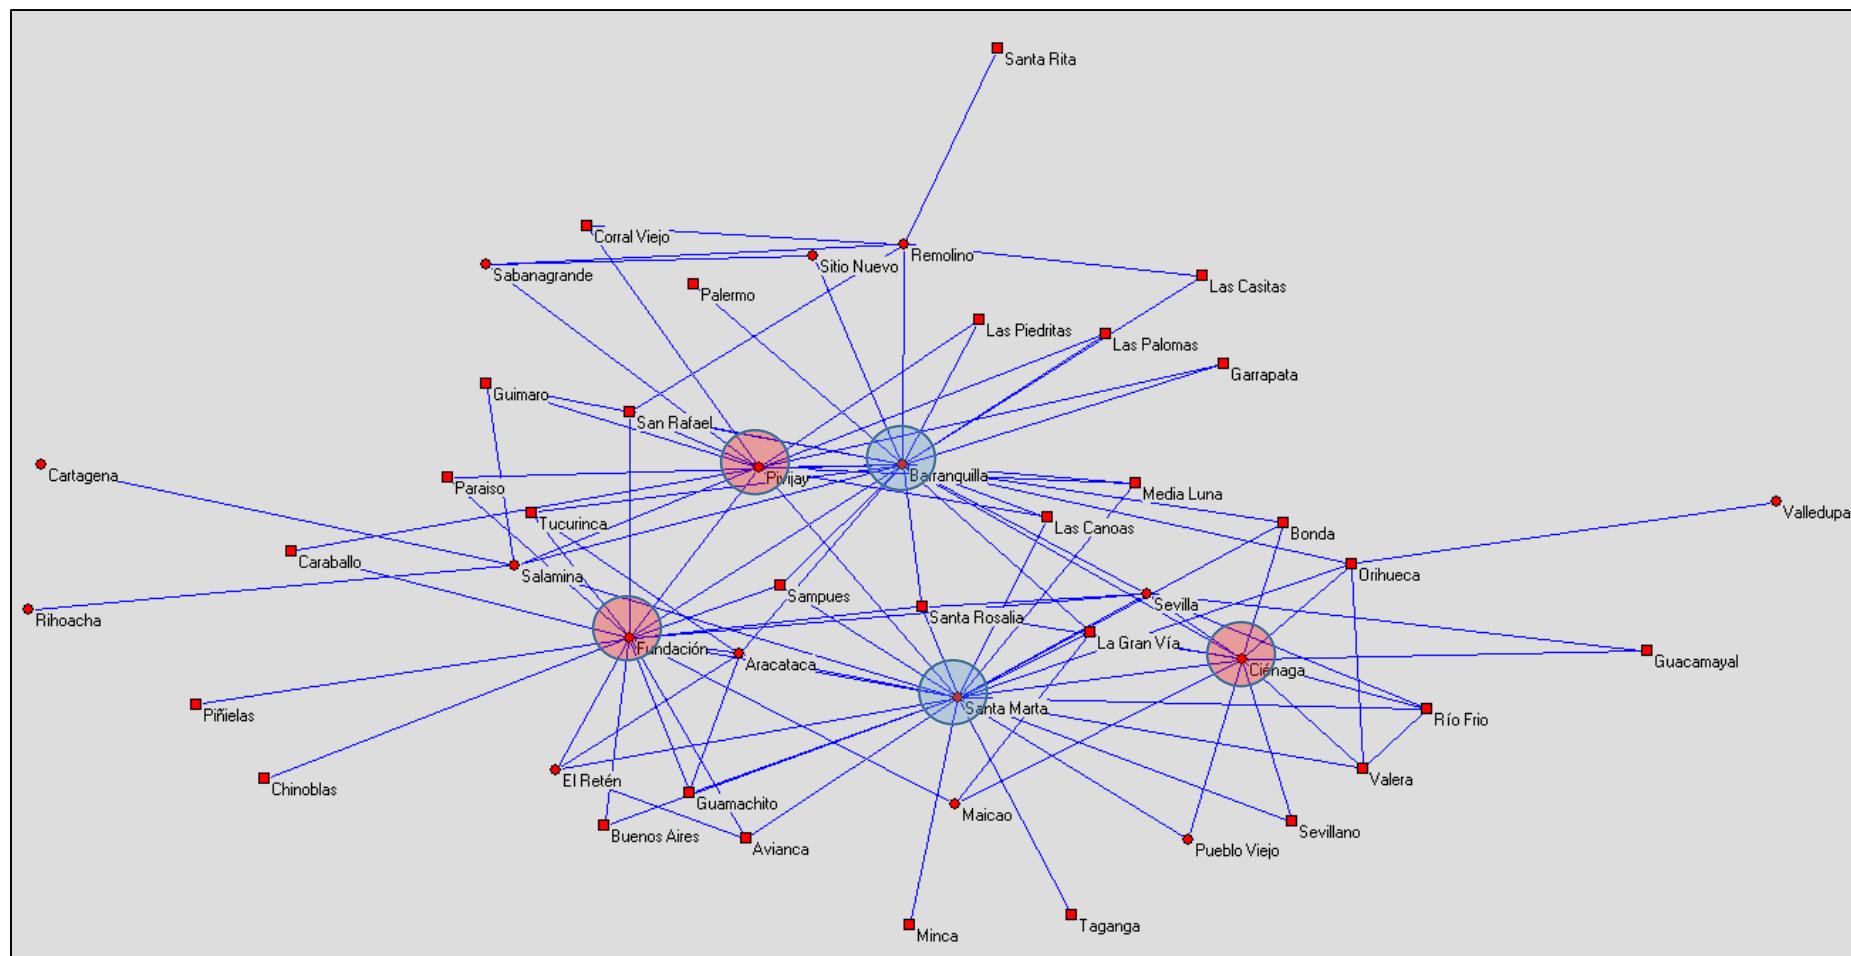 Santa Rita
Corral Viejo
Remolino
Sitio Nuevo
Sabanagrande
Las Casitas
Palermo
Las Piedritas
Las Palomas
Garrapata
Guimaro
San Rafael
Cartagena
Pivijay
Barranquilla
Paraiso
Media Luna
Valledupa
Tucurinca
Las Canoas
Bonda
Caraballo
Salamina
Orihueca
Sampues
Sevilla
Rihoacha
Santa Rosalia
La Gran Vía
Fundación
Aracataca
Guacamayal
Ciénaga
Santa Marta
Piñielas
Río Frio
El Retén
Valera
Chinoblas
Guamachito
Maicao
Buenos Aires
Sevillano
Avianca
Pueblo Viejo
Taganga
Minca